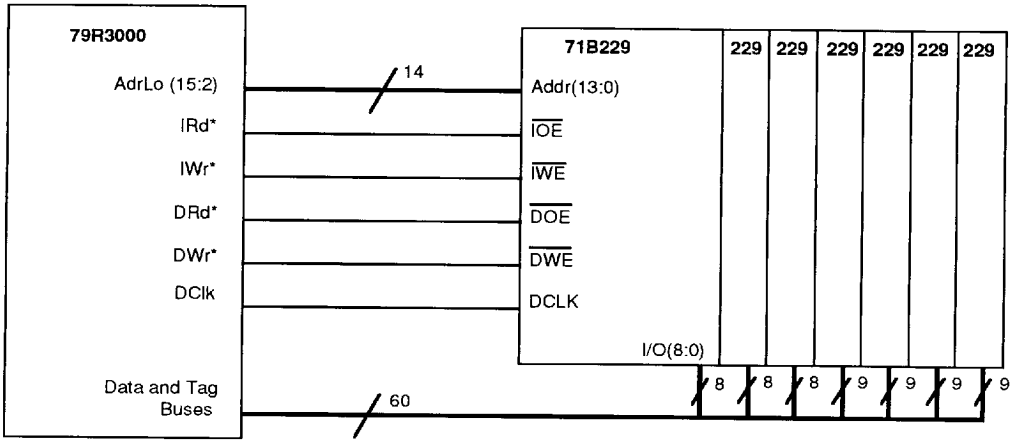 79R3000
AdrLo (15:2)
IRd*
IWr*
DRd*
DWr*
DClk
Data and Tag
Buses
14
60
71B229
Addr(13:0)
IOE
IWE
DOE
DWE
DCLK
I/O(8:0)
229 229 229 229 229 229
8 8 8 9 9 9 9